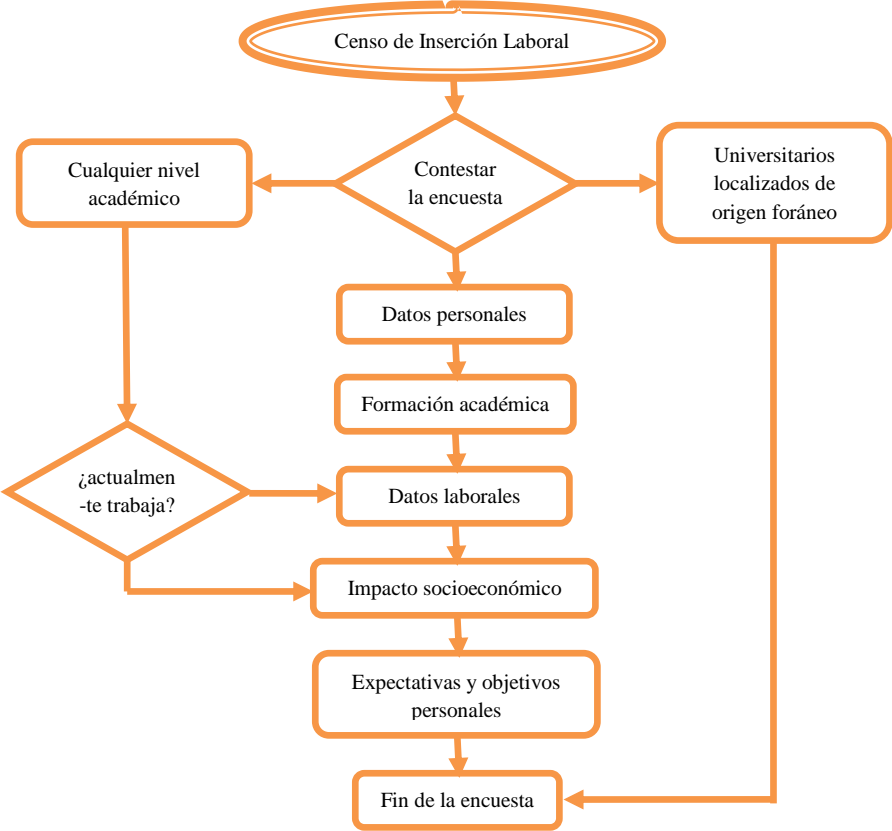 Censo de Inserción Laboral
Cualquier nivel
académico
Contestar
la encuesta
Universitarios
localizados de
origen foráneo
Datos personales
Formación académica
¿actualmen
-te trabaja?
Datos laborales
Impacto socioeconómico
Expectativas y objetivos
personales
Fin de la encuesta